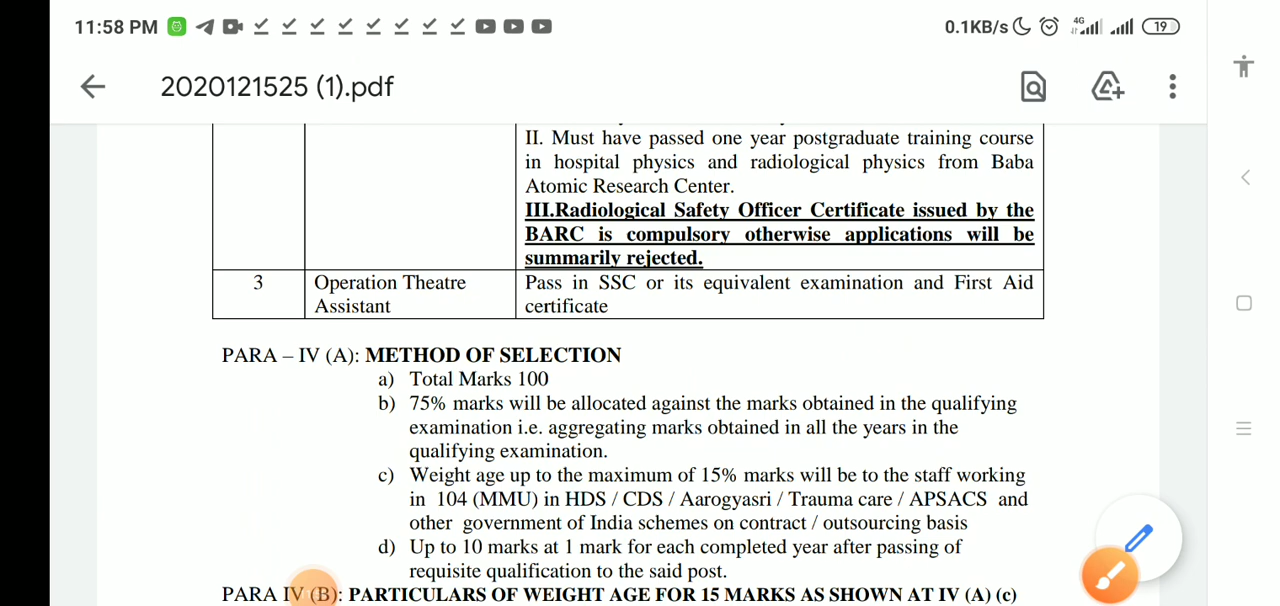 11:58 PM
0.1KB/s
4G
19
2020121525 (1).pdf
II. Must have passed one year postgraduate training course
in hospital physics and radiological physics from Baba
Atomic Research Center.
III.Radiological Safety Officer Certificate issued by the
BARC is compulsory otherwise applications will be
summarily rejected.
3
Operation Theatre
Assistant
Pass in SSC or its equivalent examination and First Aid
certificate
PARA – IV (A): METHOD OF SELECTION
a) Total Marks 100
b) 75% marks will be allocated against the marks obtained in the qualifying
examination i.e. aggregating marks obtained in all the years in the
qualifying examination.
c) Weight age up to the maximum of 15% marks will be to the staff working
in 104 (MMU) in HDS / CDS / Aarogyasri / Trauma care / APSACS and
other government of India schemes on contract / outsourcing basis
d) Up to 10 marks at 1 mark for each completed year after passing of
requisite qualification to the said post.
PARA IV (B): PARTICULARS OF WEIGHT AGE FOR 15 MARKS AS SHOWN AT IV (A) (c)